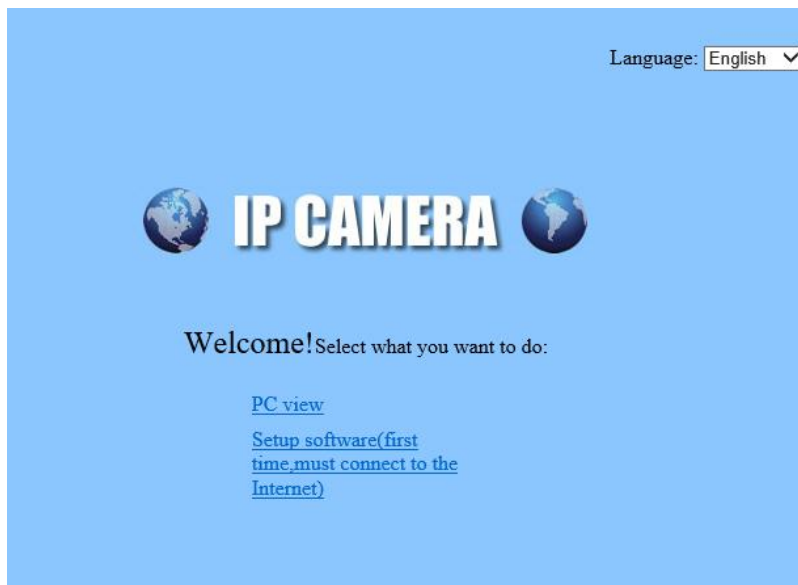 Language: English
IP CAMERA
Welcome!Select what you want to do:
PC view
Setup software(first
time,must connect to the
Internet)